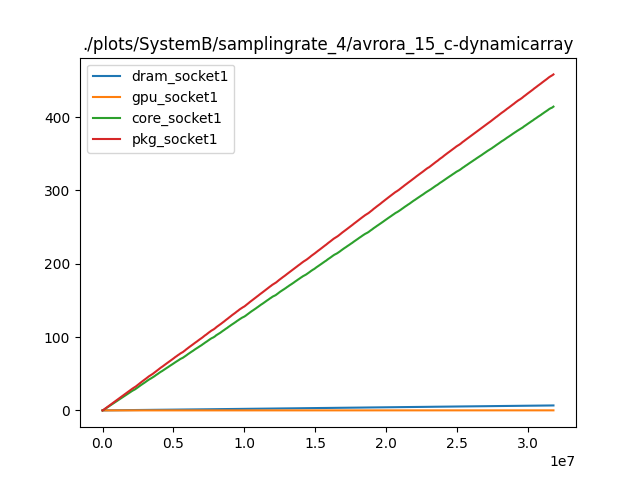 ./plots/SystemB/samplingrate_4/avrora_15_c-dynamicarray
dram_socket1
gpu_socket1
core_socket1
pkg_socket1
400
300
200
100
0
0.0 0.5 1.0 1.5 2.0 2.5 3.0
1e7